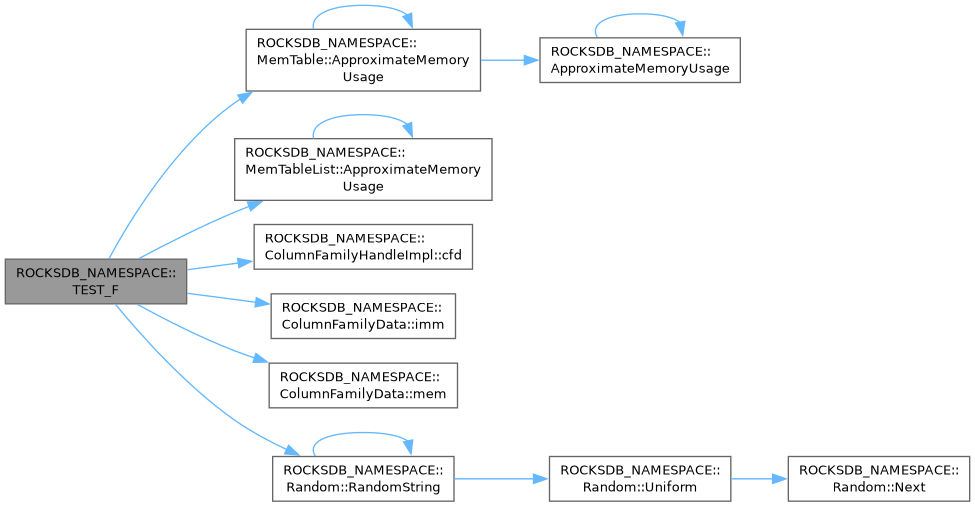 ROCKSDB_NAMESPACE::
MemTable::ApproximateMemory
Usage
ROCKSDB_NAMESPACE::
ApproximateMemoryUsage
ROCKSDB_NAMESPACE::
MemTableList::ApproximateMemory
Usage
ROCKSDB_NAMESPACE::
ColumnFamilyHandleImpl::cfd
ROCKSDB_NAMESPACE::
TEST_F
ROCKSDB_NAMESPACE::
ColumnFamilyData::imm
ROCKSDB_NAMESPACE::
ColumnFamilyData::mem
ROCKSDB_NAMESPACE::
Random::RandomString
ROCKSDB_NAMESPACE::
Random::Uniform
ROCKSDB_NAMESPACE::
Random::Next